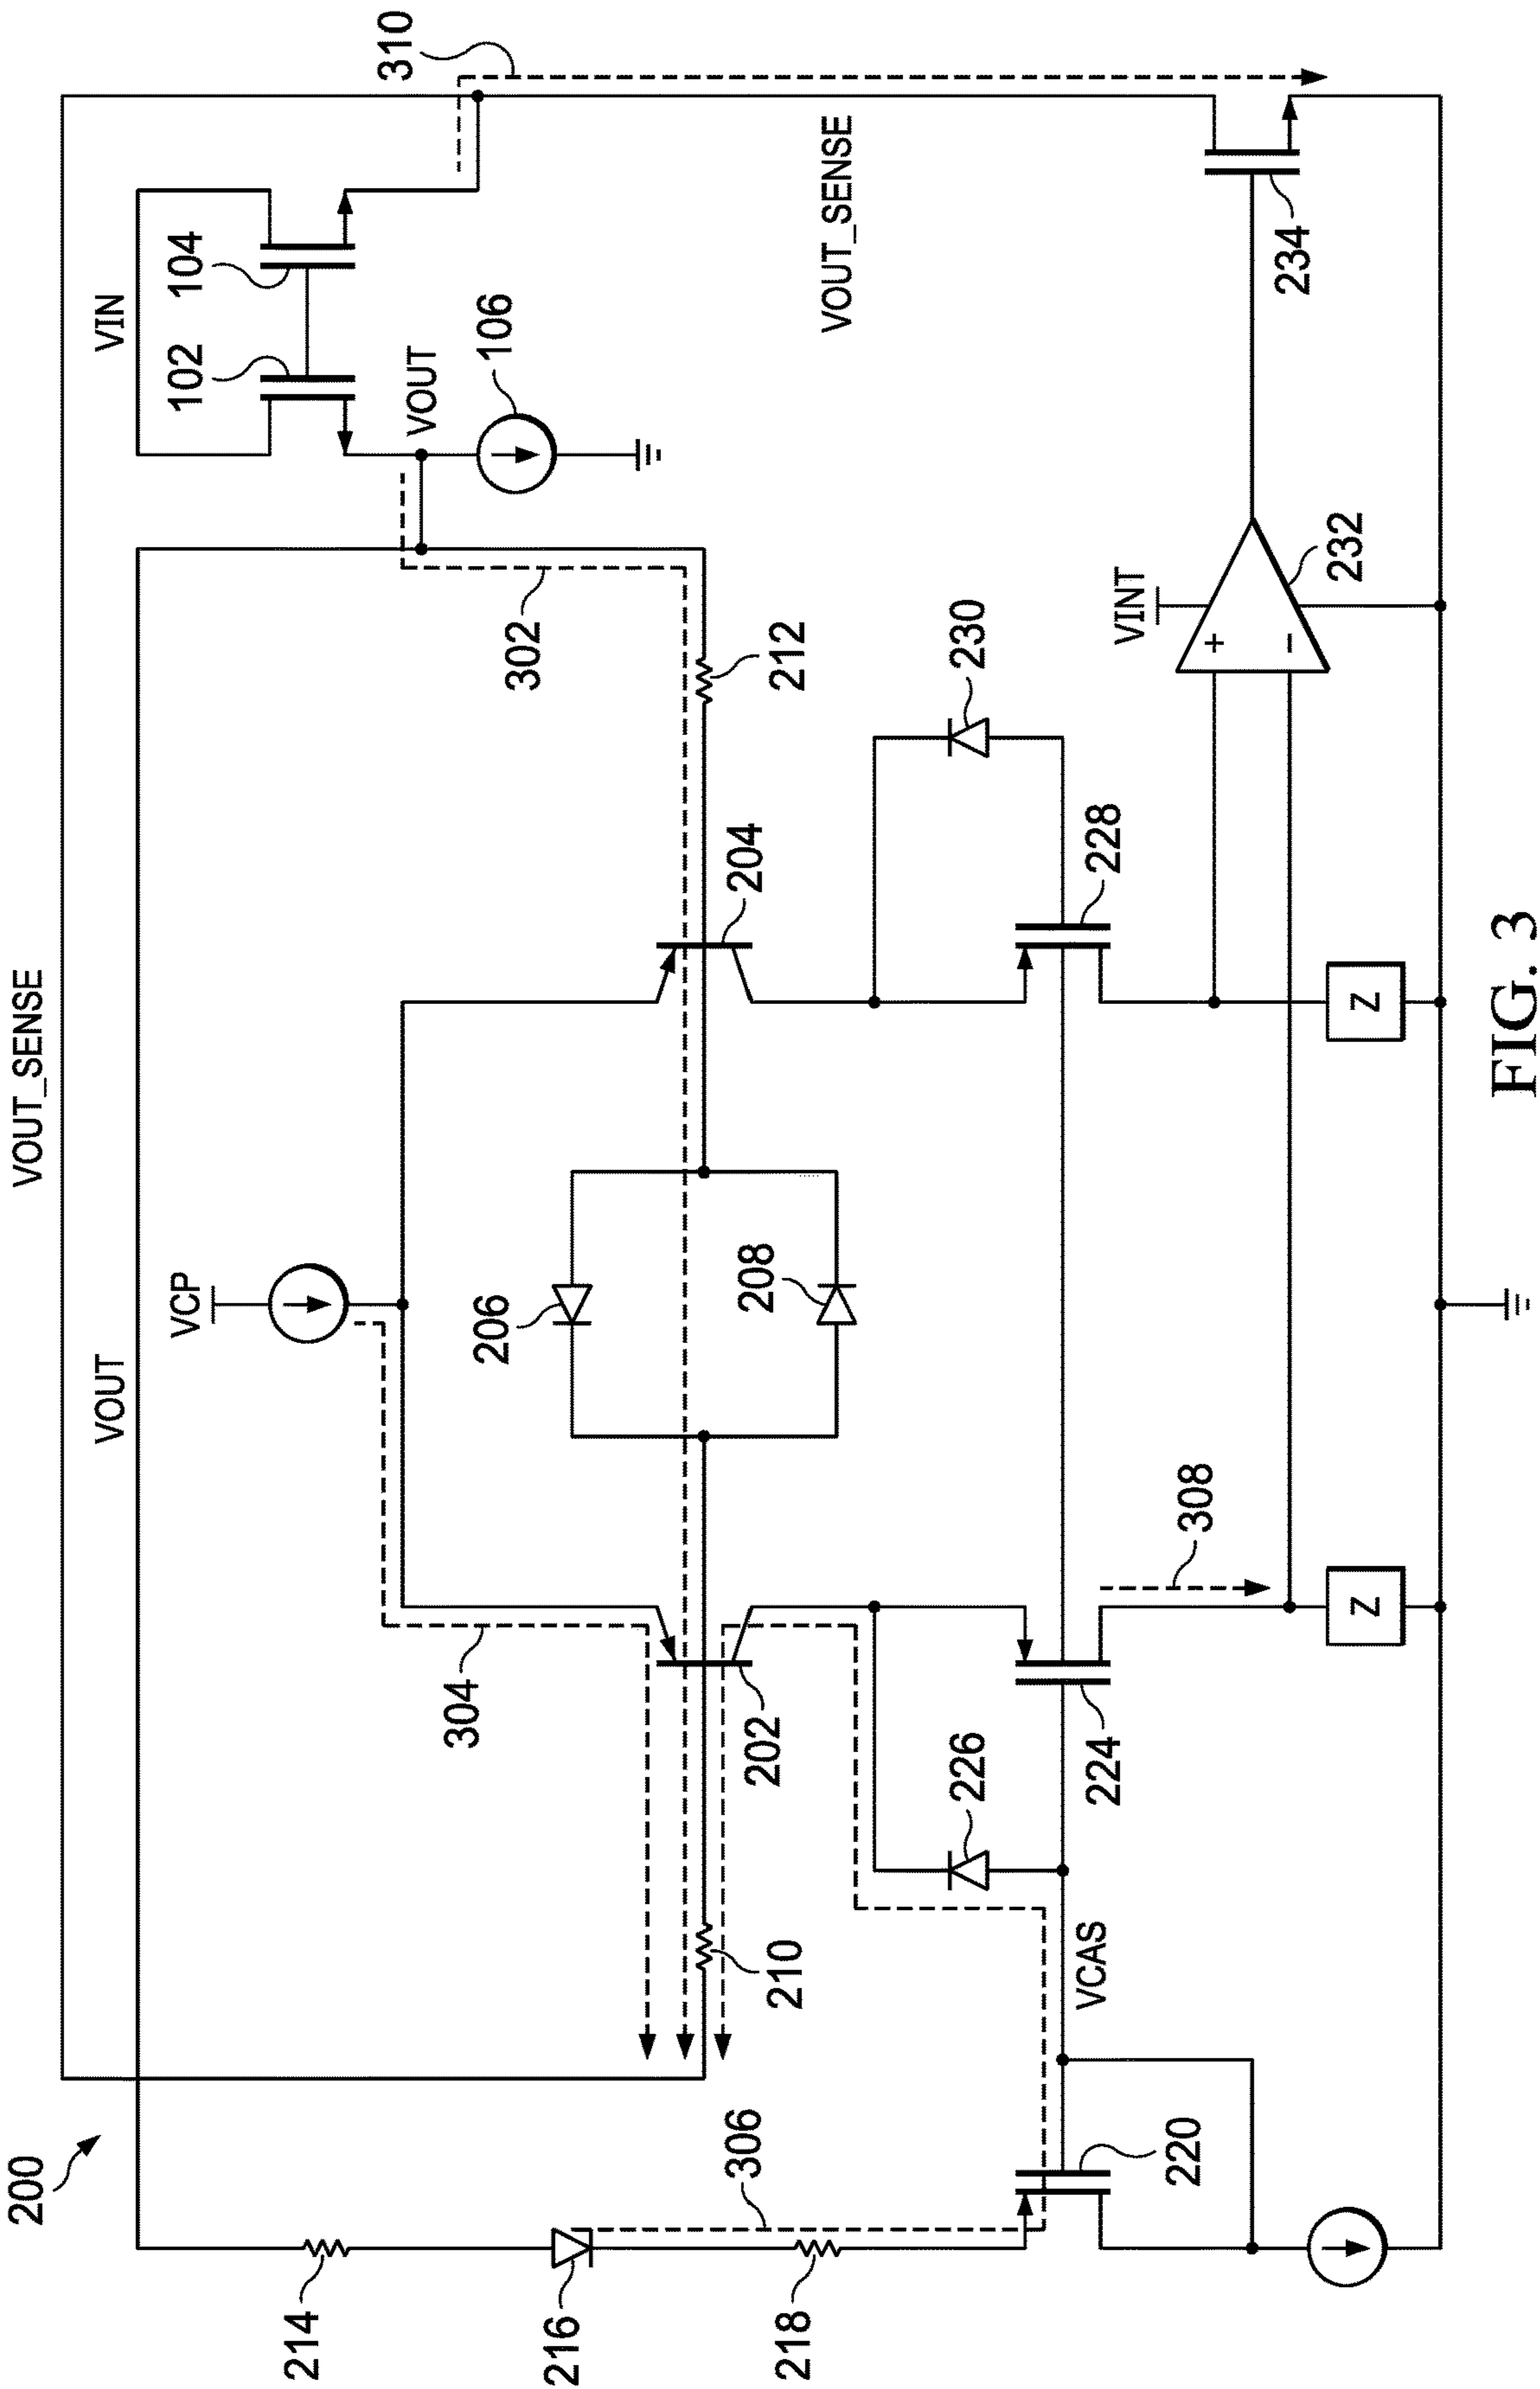 200
VOUT_SENSE
VOUT
VIN
VCP
102
104
310
VOUT
106
302
304
206
208
202
204
210
212
214
216
218
306
226
230
VCAS
220
224
228
308
VINT
+
-
232
VOUT_SENSE
234
Z
Z
FIG. 3